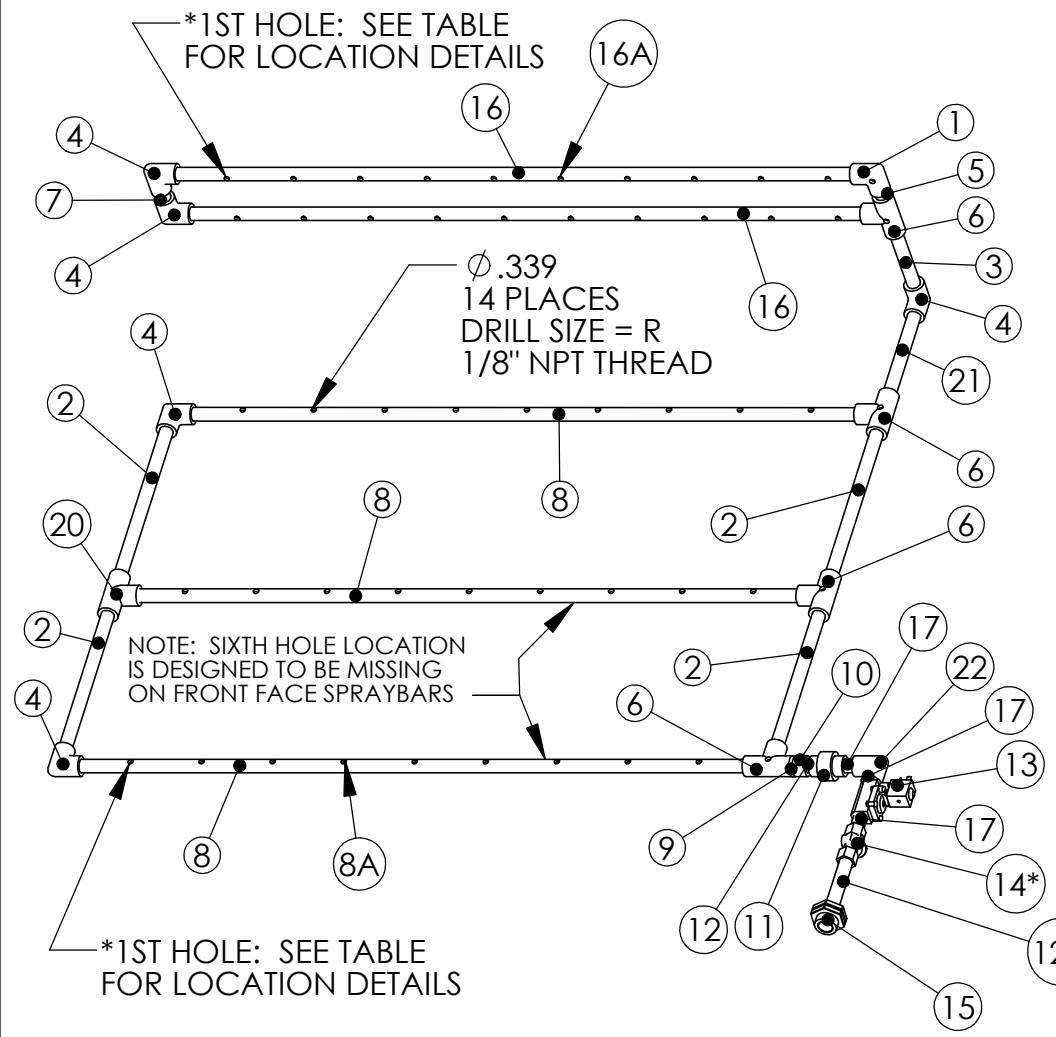 *1ST HOLE: SEE TABLE
FOR LOCATION DETAILS
16A
16
1
4
5
7
6
4
3
16
4
Ø .339
14 PLACES
DRILL SIZE = R
1/8" NPT THREAD
4
21
2
6
8
8
2
20
6
2
NOTE: SIXTH HOLE LOCATION
IS DESIGNED TO BE MISSING
ON FRONT FACE SPRAYBARS
17
2
10
22
4
6
17
13
17
8
8A
9
14*
12
11
12
*1ST HOLE: SEE TABLE
FOR LOCATION DETAILS
15